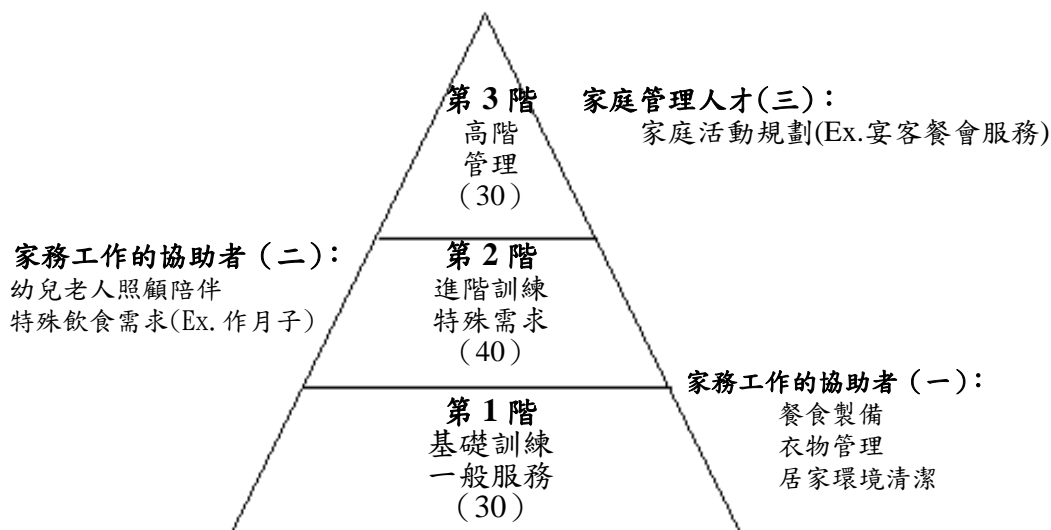 第 3 階
高階
管理
（30）
家庭管理人才(三)：
家庭活動規劃(Ex.宴客餐會服務)
家務工作的協助者（二）：
幼兒老人照顧陪伴
特殊飲食需求(Ex. 作月子）
第 2 階
進階訓練
特殊需求
（40）
家務工作的協助者（一）：
餐食製備
衣物管理
居家環境清潔
第 1 階
基礎訓練
一般服務
（30）